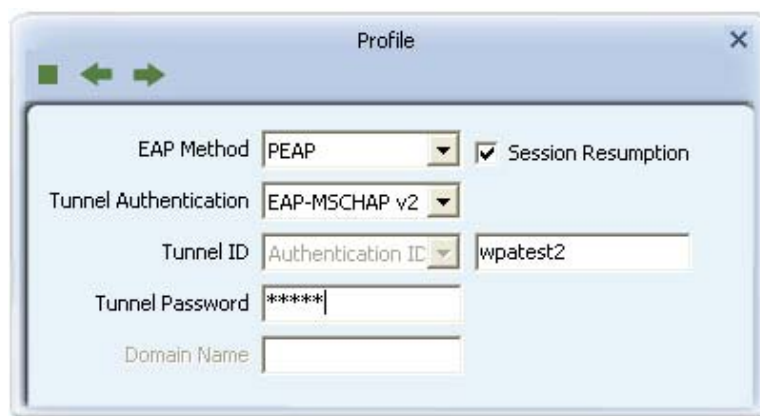 Profile
EAP Method PEAP Session Resumption
Tunnel Authentication EAP-MSCHAP v2
Tunnel ID Authentication ID wpatest2
Tunnel Password *****
Domain Name